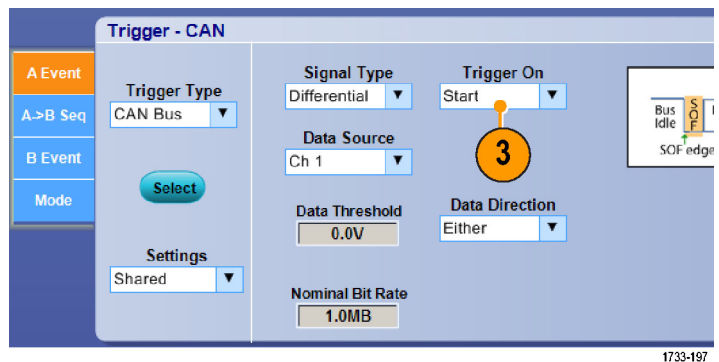 Trigger - CAN
A Event
A->B Seq
B Event
Mode
Trigger Type
CAN Bus
Select
Settings
Shared
Signal Type
Differential
Data Source
Ch 1
Data Threshold
0.0V
Nominal Bit Rate
1.0MB
Trigger On
Start
3
Data Direction
Either
Bus
Idle
SOF
SOF edge
1733-197